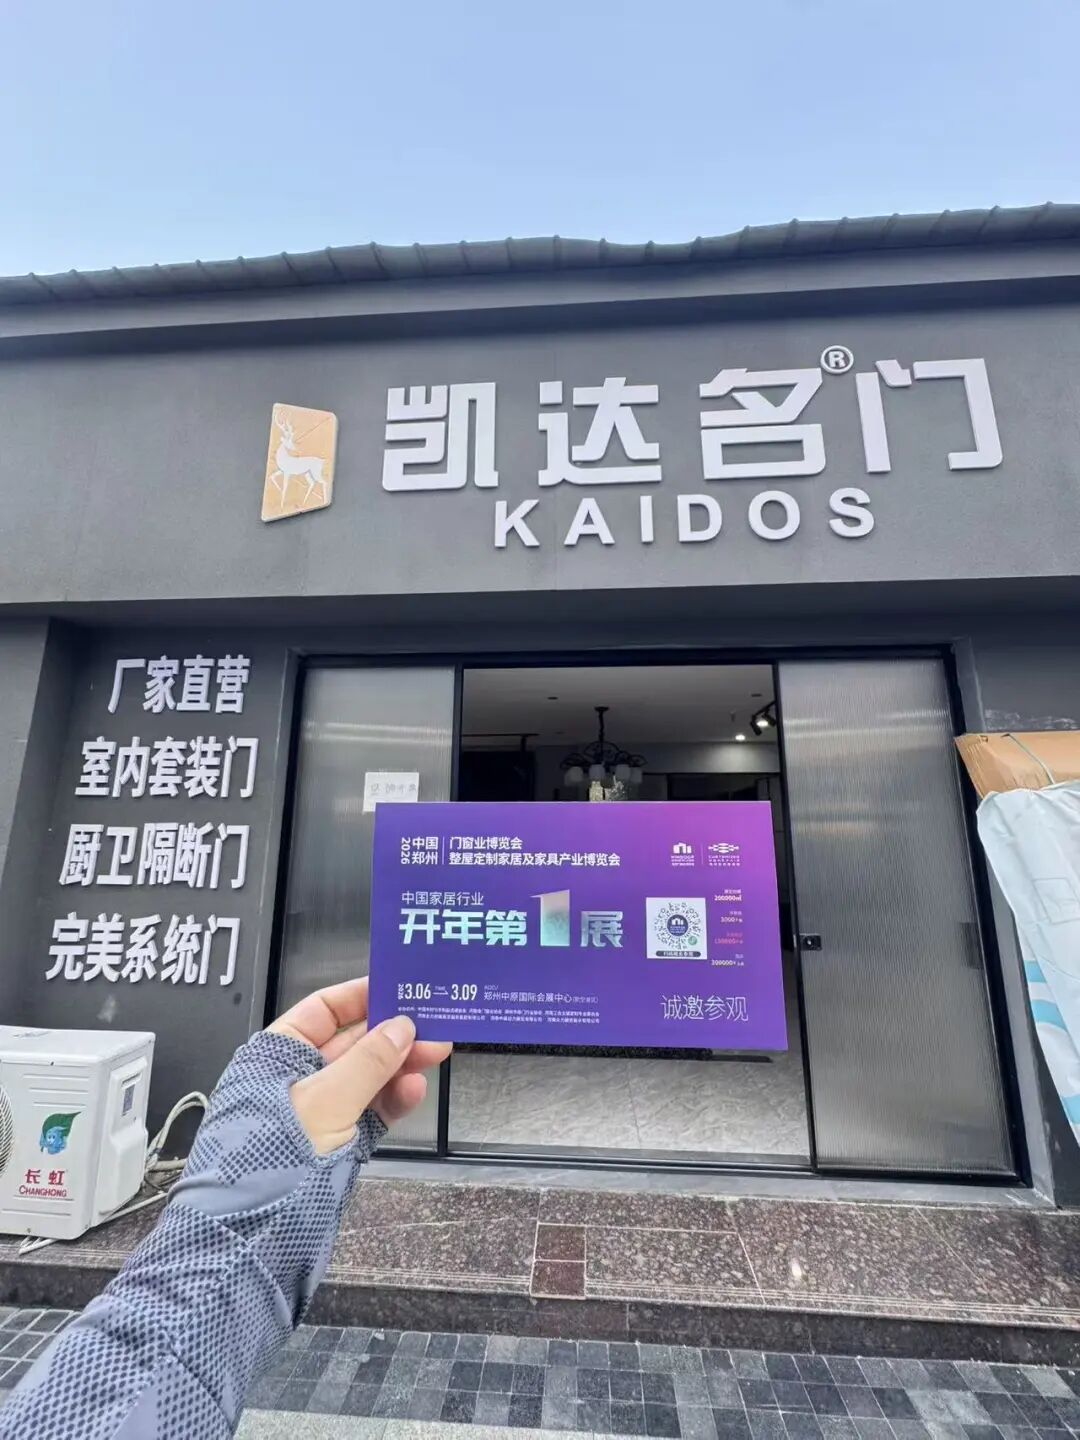 凯达名门®
KAIDOS
厂家直营
室内套装门
厨卫隔断门
完美系统门
2026
中国
郑州
门窗业博览会
整屋定制家居及家具产业博览会
中国家居行业
开年第1展
200000㎡
2026
3.06
TIME
3.09
ADD/
郑州中原国际会展中心
诚邀参观
长虹
CHANGHONG